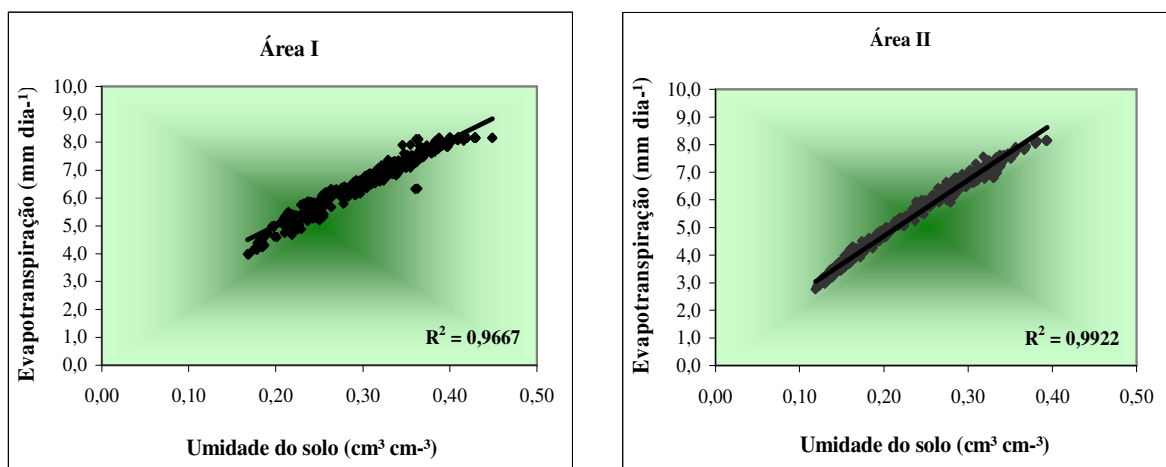 Área I
Evapotranspiração (mm dia-¹)
10,0
9,0
8,0
7,0
6,0
5,0
4,0
3,0
2,0
1,0
0,0
R² = 0,9667
0,00 0,10 0,20 0,30 0,40 0,50
Umidade do solo (cm³ cm-³)
Área II
Evapotranspiração (mm dia-¹)
10,0
9,0
8,0
7,0
6,0
5,0
4,0
3,0
2,0
1,0
0,0
R² = 0,9922
0,00 0,10 0,20 0,30 0,40 0,50
Umidade do solo (cm³ cm-³)